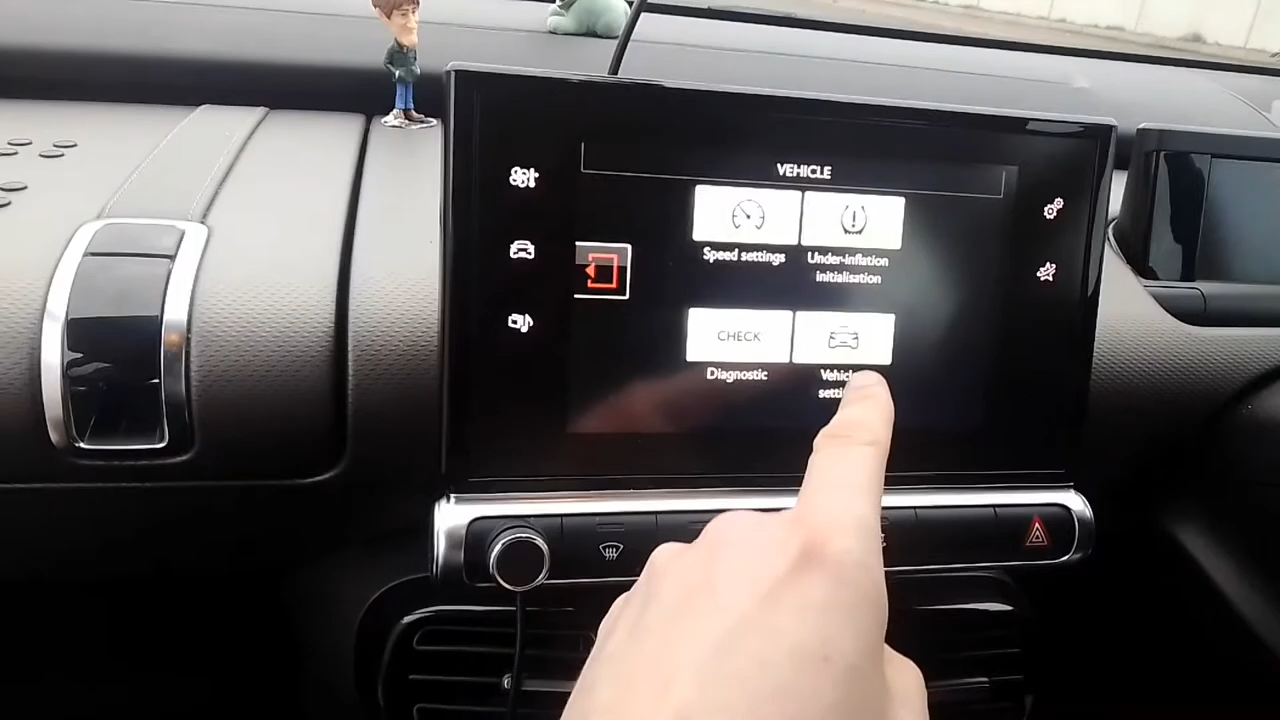 VEHICLE
Speed settings
Under-inflation
initialisation
CHECK
Diagnostic